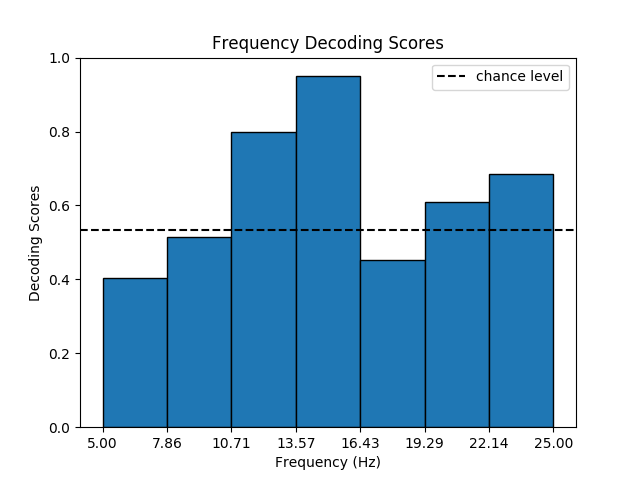 Frequency Decoding Scores
1.0
chance level
0.8
0.6
Decoding Scores
0.4
0.2
0.0
5.00 7.86 10.71 13.57 16.43 19.29 22.14 25.00
Frequency (Hz)